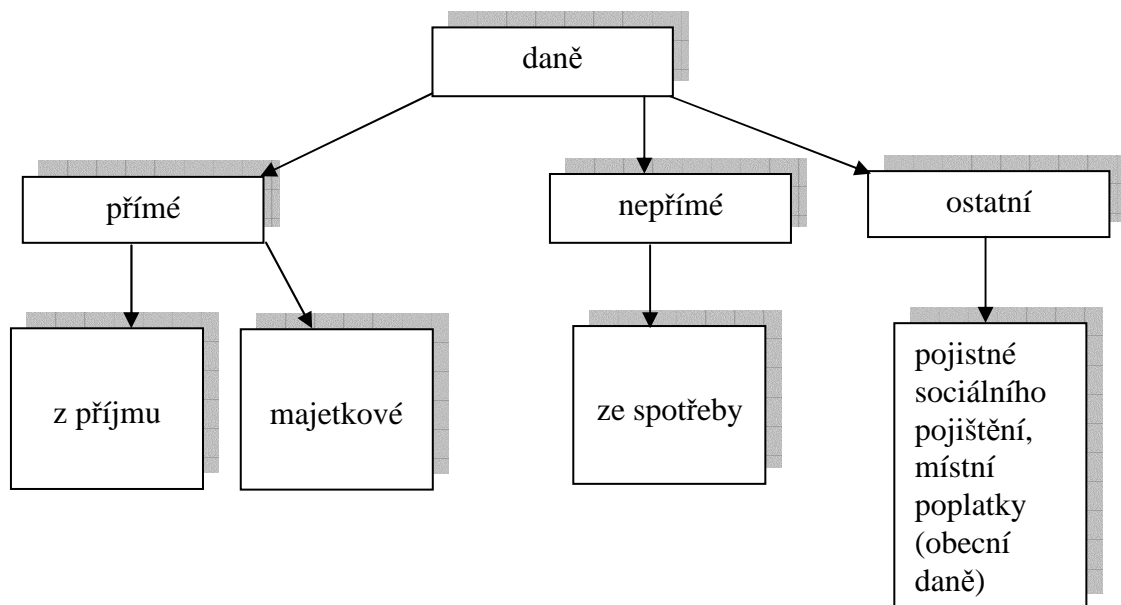 daně
přímé
nepřímé
ostatní
z příjmu
majetkové
ze spotřeby
pojistné
sociálního
pojištění,
místní
poplatky
(obecní
daně)